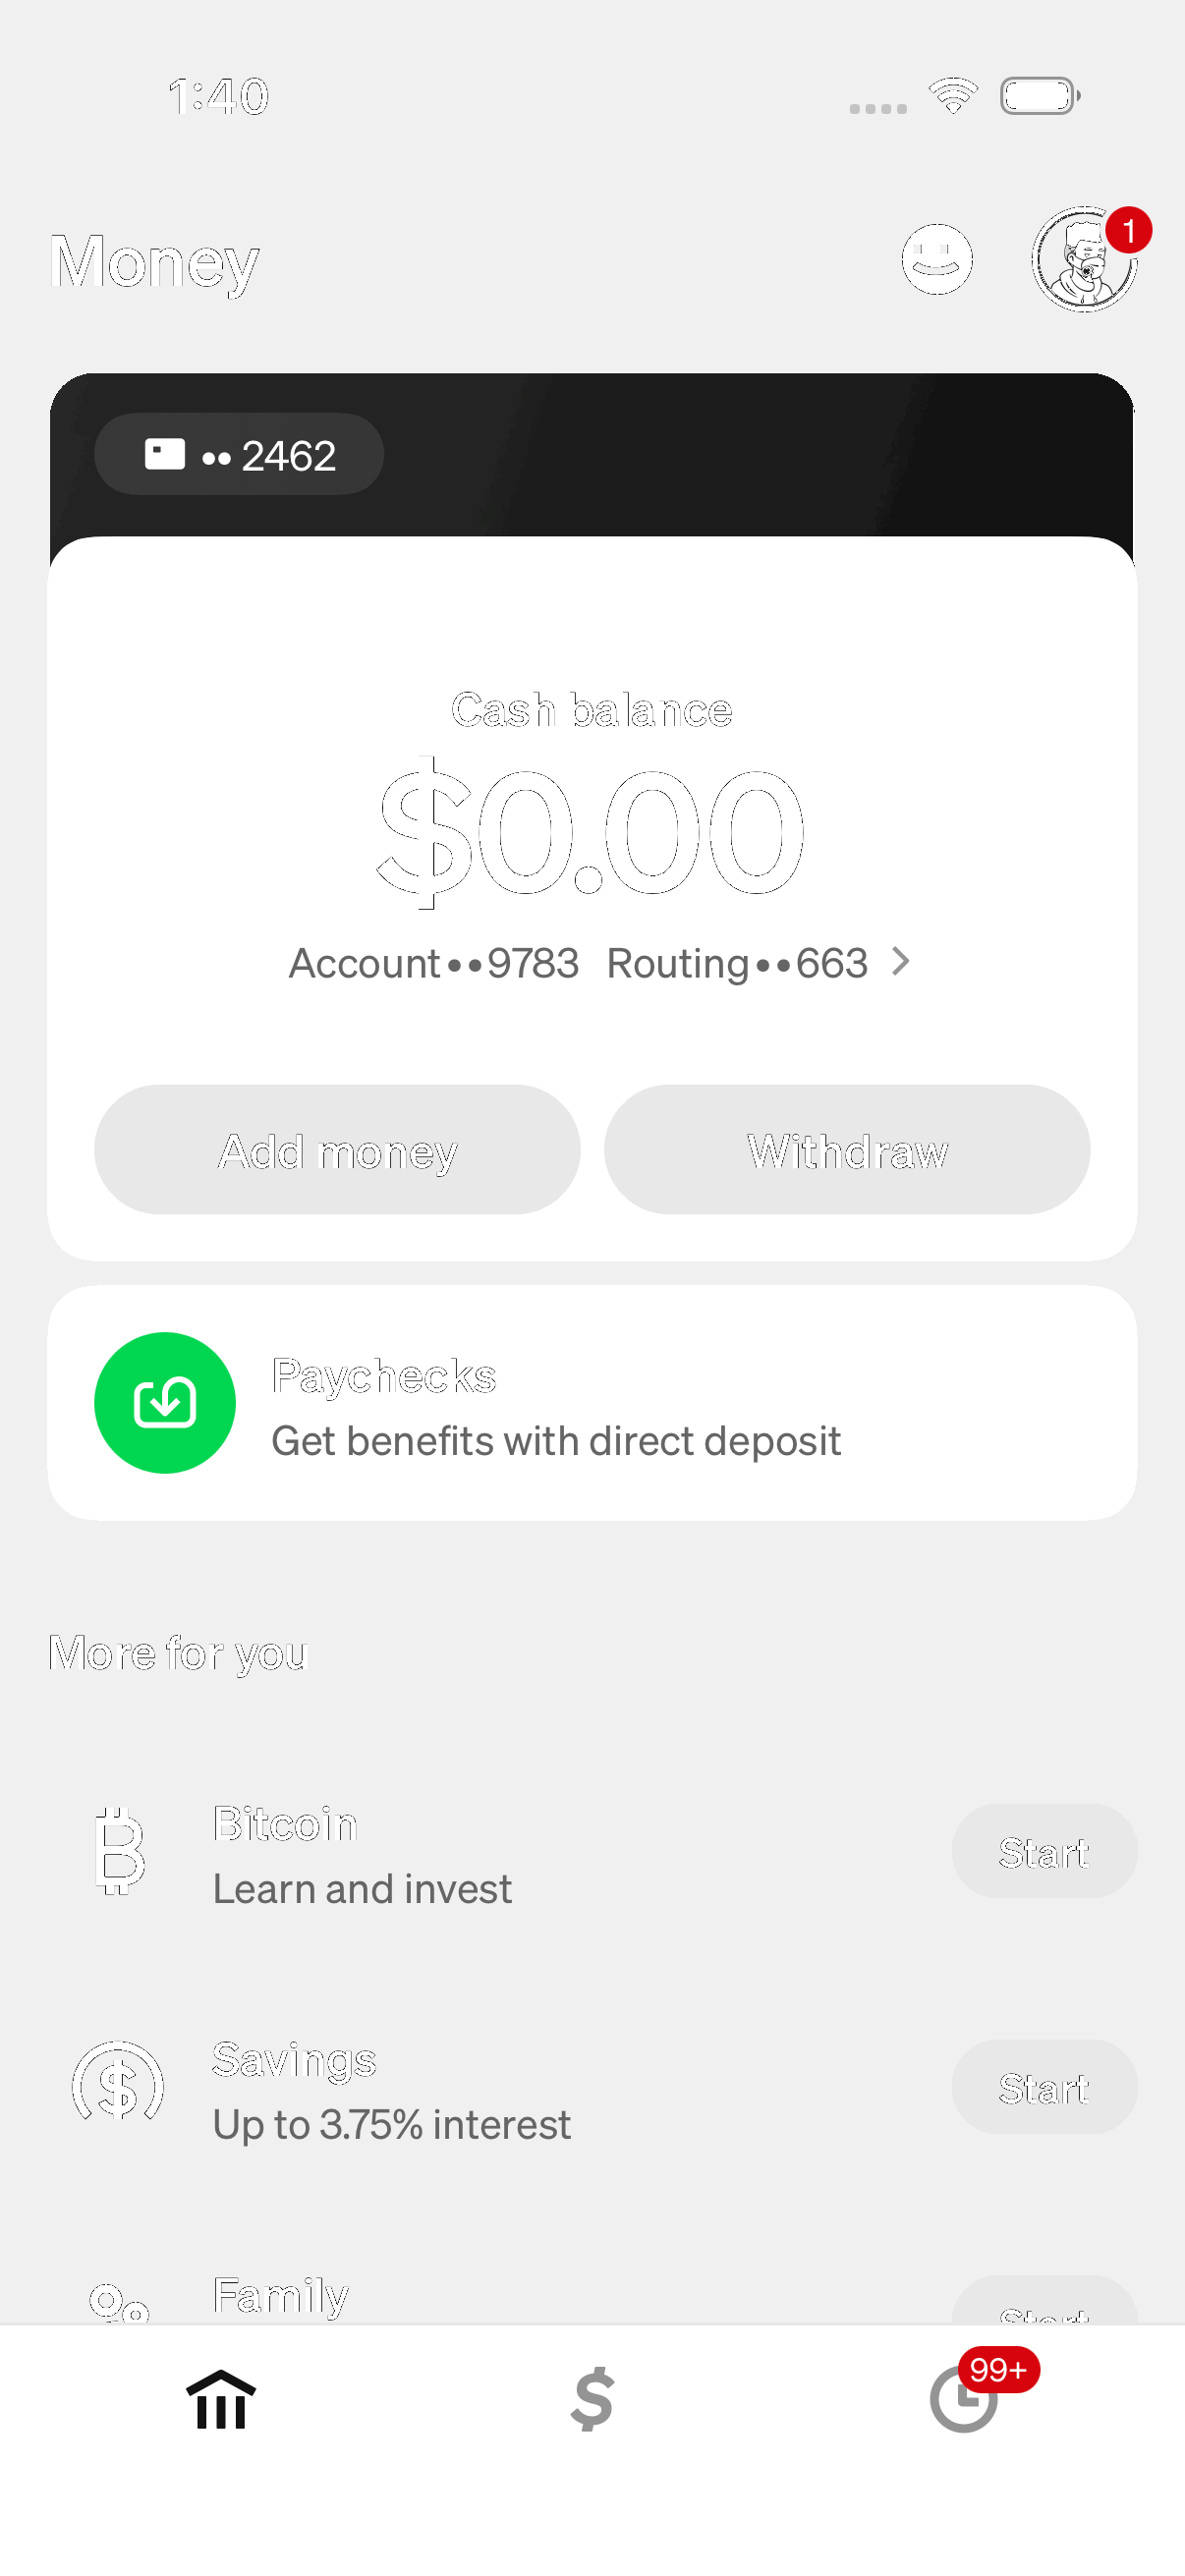 1:40
Money
1
•• 2462
Cash balance
$0.00
Account••9783 Routing••663
Add money
Withdraw
Paychecks
Get benefits with direct deposit
More for you
Bitcoin
Learn and invest
Start
Savings
Up to 3.75% interest
Start
Family
Start
99+